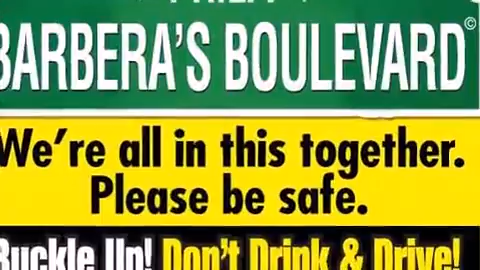 BARBERA'S BOULEVARD©
We're all in this together.
Please be safe.
Buckle Up! Don't Drink & Drive!